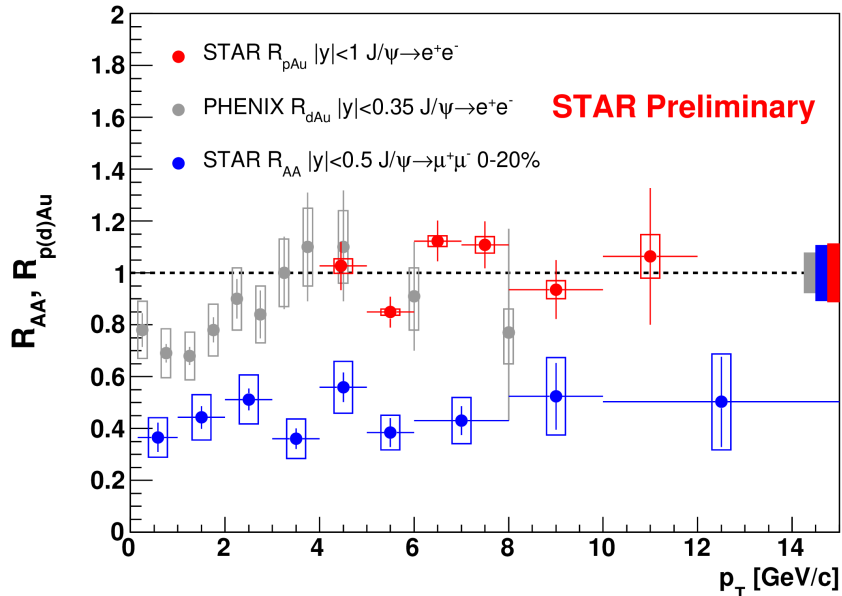 R_AA, R_p(d)Au
2
1.8
1.6
1.4
1.2
1
0.8
0.6
0.4
0.2
0
STAR R_pAu |y|<1 J/ψ→e⁺e⁻
PHENIX R_dAu |y|<0.35 J/ψ→e⁺e⁻
STAR R_AA |y|<0.5 J/ψ→μ⁺μ⁻ 0-20%
STAR Preliminary
0 2 4 6 8 10 12 14
p_T [GeV/c]